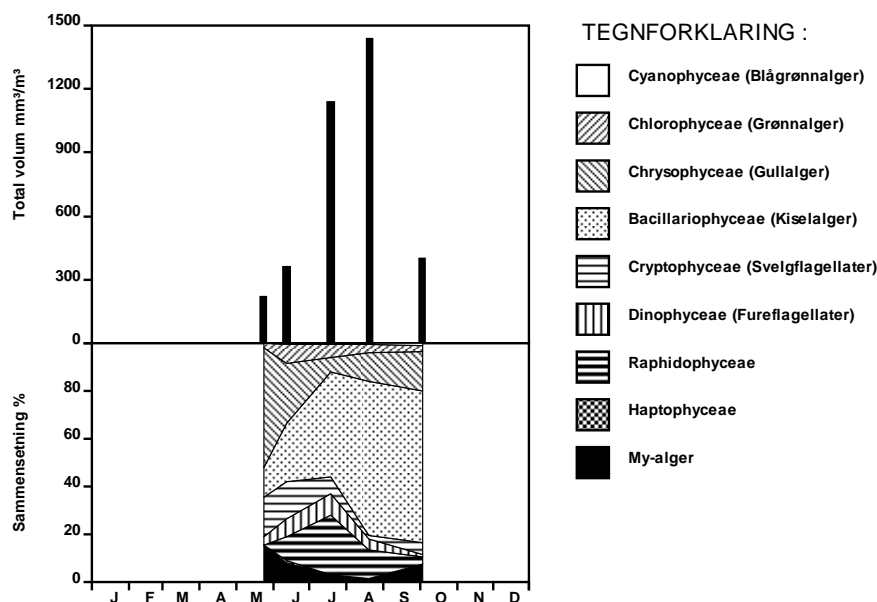 TEGNFORKLARING :
Cyanophyceae (Blågrønnalger)
Chlorophyceae (Grønnalger)
Chrysophyceae (Gullalger)
Bacillariophyceae (Kiselalger)
Cryptophyceae (Svelgflagellater)
Dinophyceae (Fureflagellater)
Raphidophyceae
Haptophyceae
My-alger
Total volum mm³/m³
1500
1200
900
600
300
0
Sammensetning %
80
60
40
20
0
J F M A M J J A S O N D